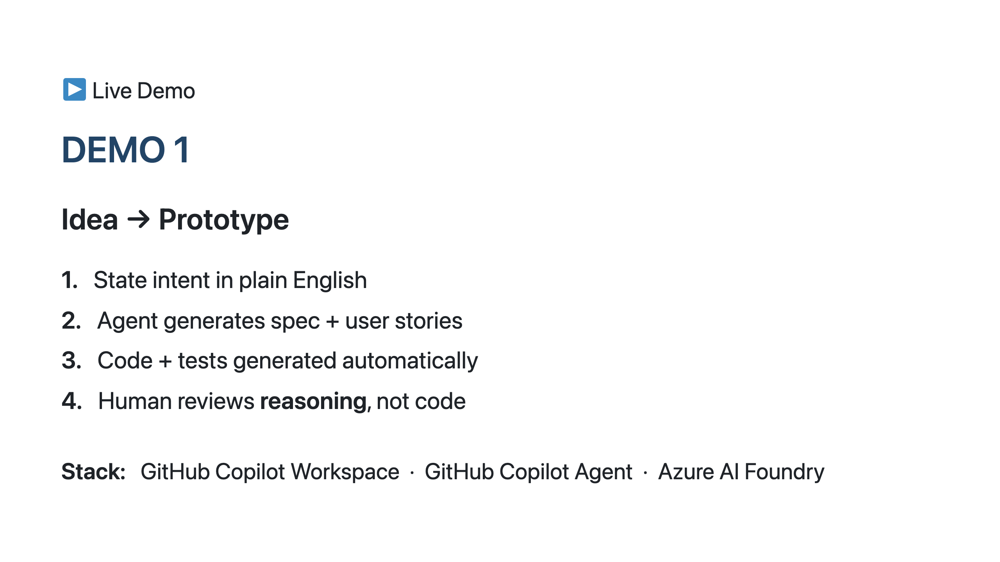 ▶ Live Demo
DEMO 1
Idea → Prototype
1. State intent in plain English
2. Agent generates spec + user stories
3. Code + tests generated automatically
4. Human reviews reasoning, not code
Stack: GitHub Copilot Workspace · GitHub Copilot Agent · Azure AI Foundry